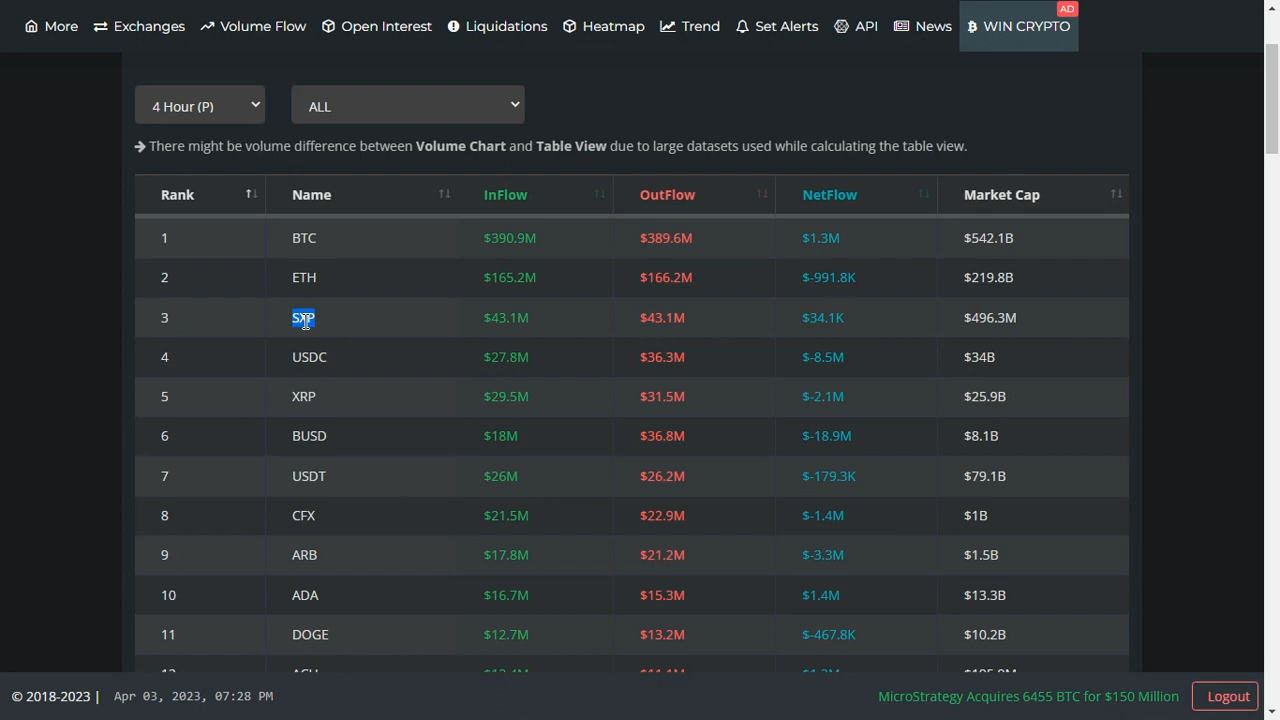 More Exchanges Volume Flow Open Interest Liquidations Heatmap Trend Set Alerts API News WIN CRYPTO AD
4 Hour (P) ALL
There might be volume difference between Volume Chart and Table View due to large datasets used while calculating the table view.
Rank Name InFlow OutFlow NetFlow Market Cap
1 BTC $390.9M $389.6M $1.3M $542.1B
2 ETH $165.2M $166.2M $-991.8K $219.8B
3 SXP $43.1M $43.1M $34.1K $496.3M
4 USDC $27.8M $36.3M $-8.5M $34B
5 XRP $29.5M $31.5M $-2.1M $25.9B
6 BUSD $18M $36.8M $-18.9M $8.1B
7 USDT $26M $26.2M $-179.3K $79.1B
8 CFX $21.5M $22.9M $-1.4M $1B
9 ARB $17.8M $21.2M $-3.3M $1.5B
10 ADA $16.7M $15.3M $1.4M $13.3B
11 DOGE $12.7M $13.2M $-467.8K $10.2B
© 2018-2023 | Apr 03, 2023, 07:28 PM MicroStrategy Acquires 6455 BTC for $150 Million Logout